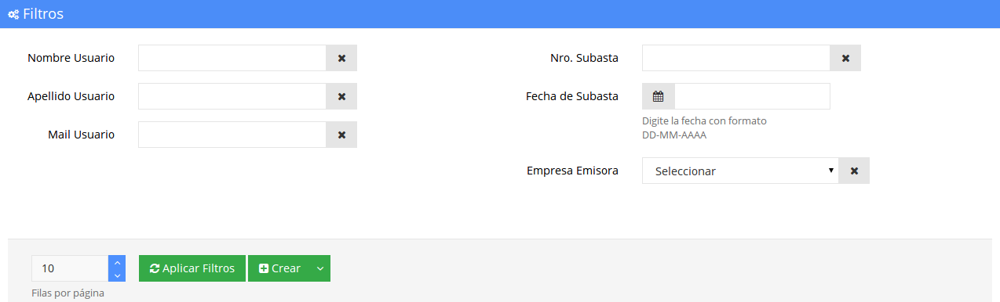 Filtros
Nombre Usuario
Nro. Subasta
Apellido Usuario
Fecha de Subasta
Digite la fecha con formato
DD-MM-AAAA
Mail Usuario
Empresa Emisora
Seleccionar
10
Aplicar Filtros
Crear
Filas por página